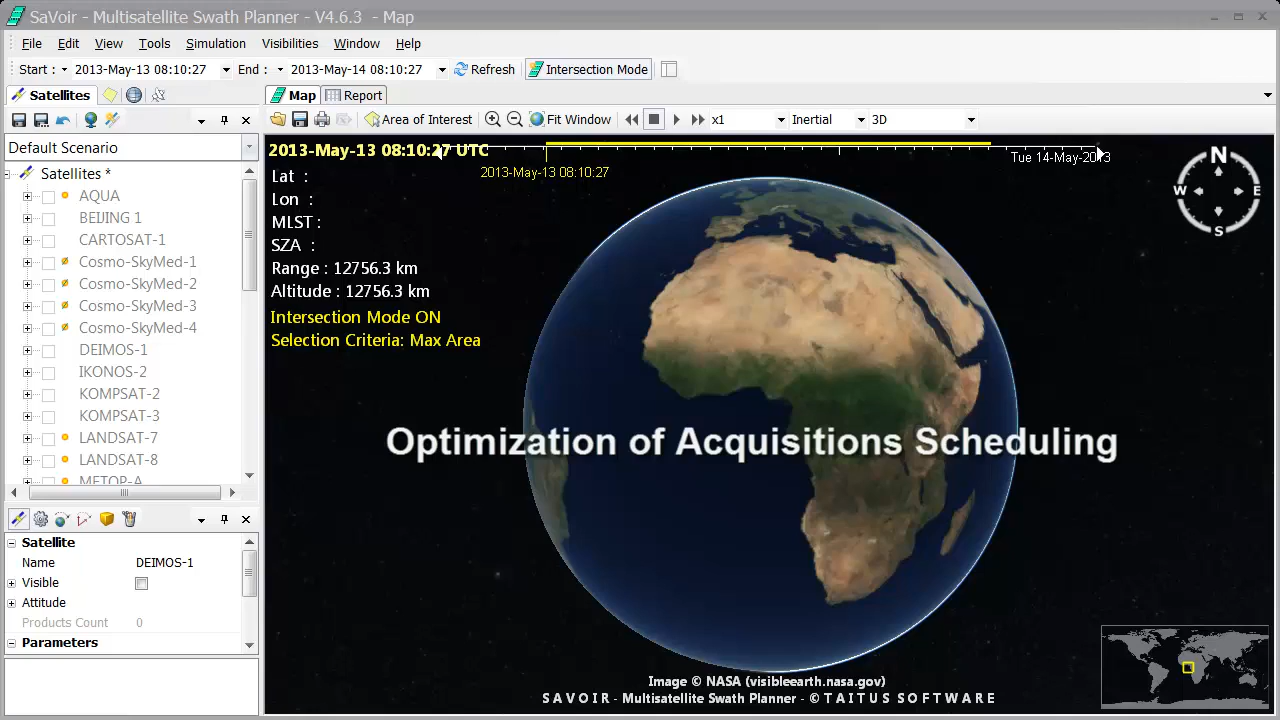 SaVoir - Multisatellite Swath Planner - V4.6.3 - Map
File Edit View Tools Simulation Visibilities Window Help
Start : 2013-May-13 08:10:27 End : 2013-May-14 08:10:27 Refresh Intersection Mode
Satellites
Map Report
Area of Interest Fit Window x1 Inertial 3D
Default Scenario
Satellites *
AQUA
BEIJING 1
CARTOSAT-1
Cosmo-SkyMed-1
Cosmo-SkyMed-2
Cosmo-SkyMed-3
Cosmo-SkyMed-4
DEIMOS-1
IKONOS-2
KOMPSAT-2
KOMPSAT-3
LANDSAT-7
LANDSAT-8
METOP-A
Satellite
Name DEIMOS-1
Visible
Attitude
Products Count 0
Parameters
2013-May-13 08:10:27 UTC
2013-May-13 08:10:27
Tue 14-May-2013
Lat :
Lon :
MLST :
SZA :
Range : 12756.3 km
Altitude : 12756.3 km
Intersection Mode ON
Selection Criteria: Max Area
N
W E
S
Optimization of Acquisitions Scheduling
Image © NASA (visibleearth.nasa.gov)
SAVOIR - Multisatellite Swath Planner - © TAITUS SOFTWARE